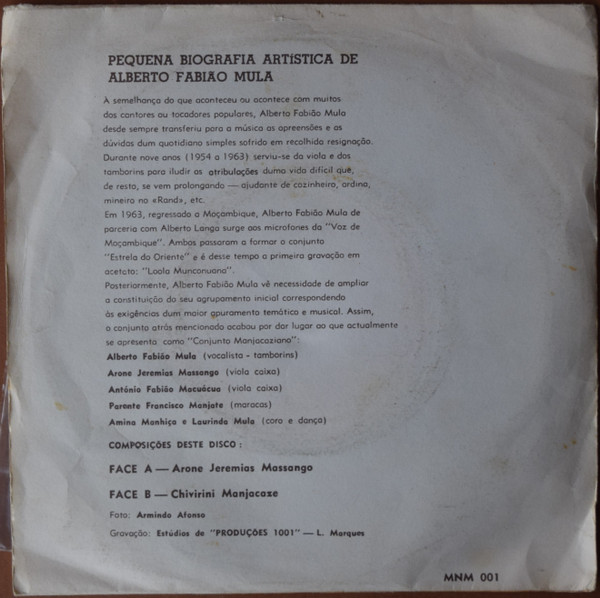 PEQUENA BIOGRAFIA ARTÍSTICA DE
ALBERTO FABIÃO MULA
À semelhança do que aconteceu ou acontece com muitos
dos cantores ou tocadores populares, Alberto Fabião Mula
desde sempre transferiu para a música as apreensões e as
dúvidas dum quotidiano simples sofrido em recolhida resignação.
Durante nove anos (1954 a 1963) serviu-se da viola e dos
tamborins para iludir as atribulações duma vida difícil que,
de resto, se vem prolongando — ajudante de cozinheiro, ardina,
mineiro no «Rand», etc.
Em 1963, regressado a Moçambique, Alberto Fabião Mula de
parceria com Alberto Langa surge aos microfones da "Voz de
Moçambique". Ambos passaram a formar o conjunto
"Estrela do Oriente" e é desse tempo a primeira gravação em
acetato: "Laala Munconuana".
Posteriormente, Alberto Fabião Mula vê necessidade de ampliar
a constituição do seu agrupamento inicial correspondendo
às exigências dum maior apuramento temático e musical. Assim,
o conjunto atrás mencionado acabou por dar lugar ao que actualmente
se apresenta como "Conjunto Manjacaziano":
Alberto Fabião Mula (vocalista - tamborins)
Arone Jeremias Massango (viola caixa)
António Fabião Macuácua (viola caixa)
Parente Francisco Manjate (maracas)
Amina Manhiça e Laurinda Mula (coro e dança)
COMPOSIÇÕES DESTE DISCO:
FACE A — Arone Jeremias Massango
FACE B — Chivirini Manjacaze
Foto: Armindo Afonso
Gravação: Estúdios de "PRODUÇÕES 1001" — L. Marques
MNM 001